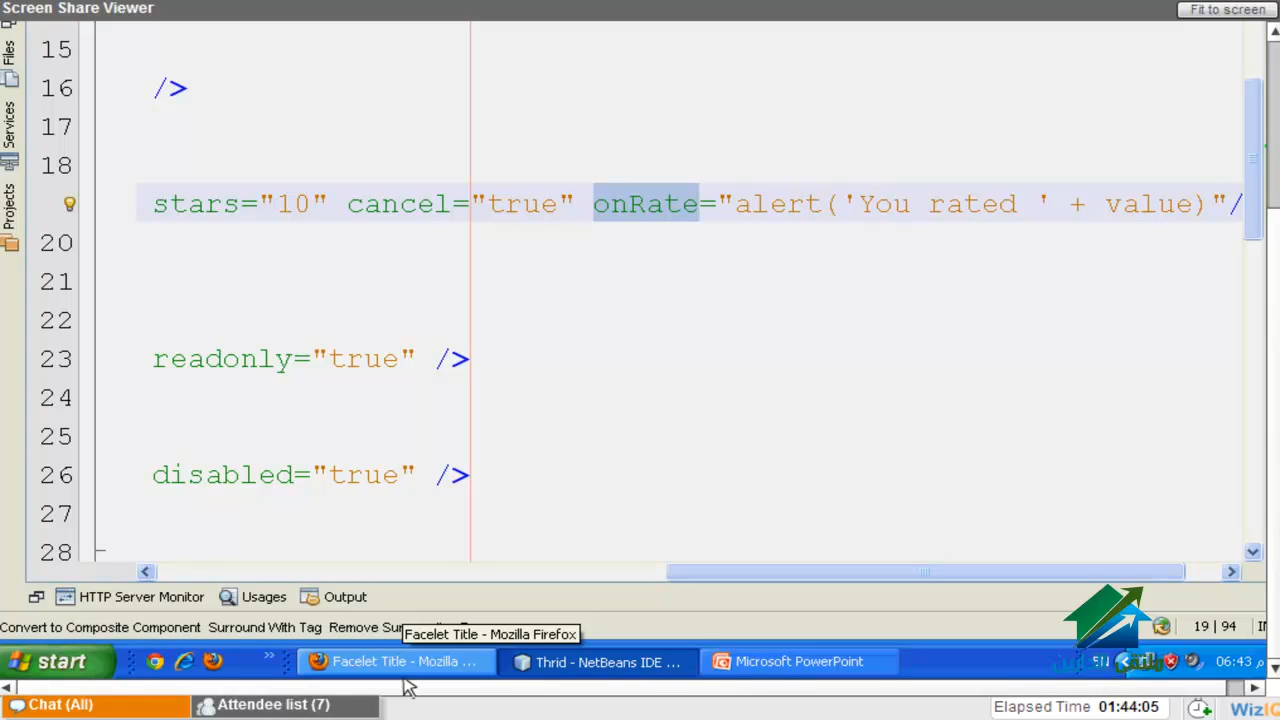 Screen Share Viewer
Fit to screen
Files
Services
Projects
15
16 />
17
18
stars="10" cancel="true" onRate="alert('You rated ' + value)"/
20
21
22
23 readonly="true" />
24
25
26 disabled="true" />
27
28
HTTP Server Monitor Usages Output
Convert to Composite Component Surround With Tag Remove
19 | 94
Facelet Title - Mozilla Firefox
start
Facelet Title - Mozilla ...
Thrid - NetBeans IDE ...
Microsoft PowerPoint
EN
06:43 م
Chat (All)
Attendee list (7)
Elapsed Time 01:44:05